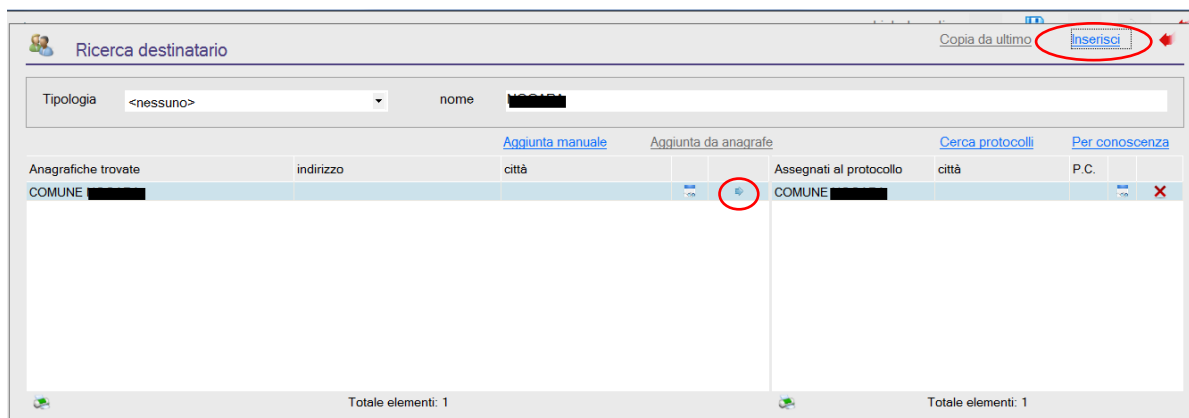 Ricerca destinatario Copia da ultimo Inserisci
Tipologia <nessuno> nome
Aggiunta manuale Aggiunta da anagrafe Cerca protocolli Per conoscenza
Anagrafiche trovate indirizzo città Assegnati al protocollo città P.C.
COMUNE COMUNE
Totale elementi: 1 Totale elementi: 1